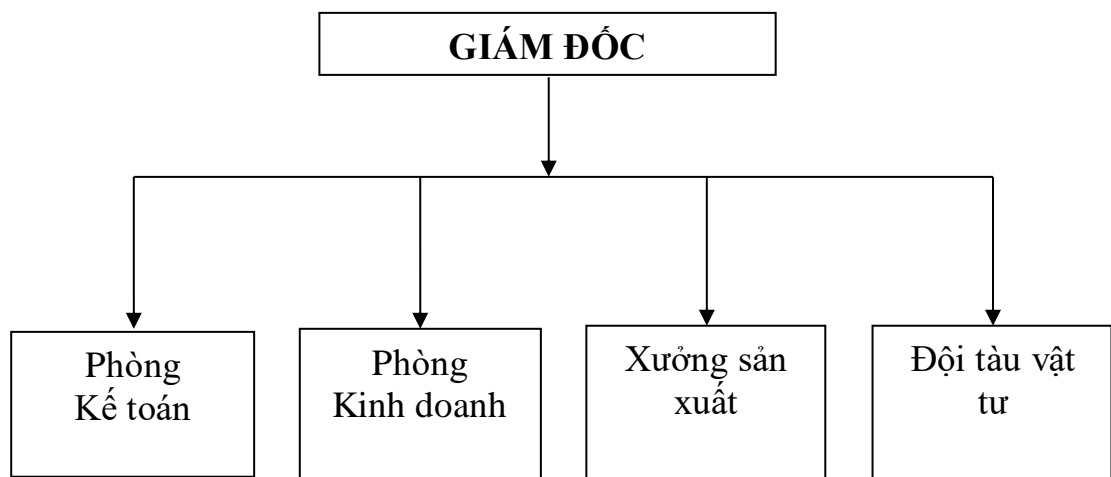 GIÁM ĐỐC
Phòng
Kế toán
Phòng
Kinh doanh
Xưởng sản
xuất
Đội tàu vật
tư